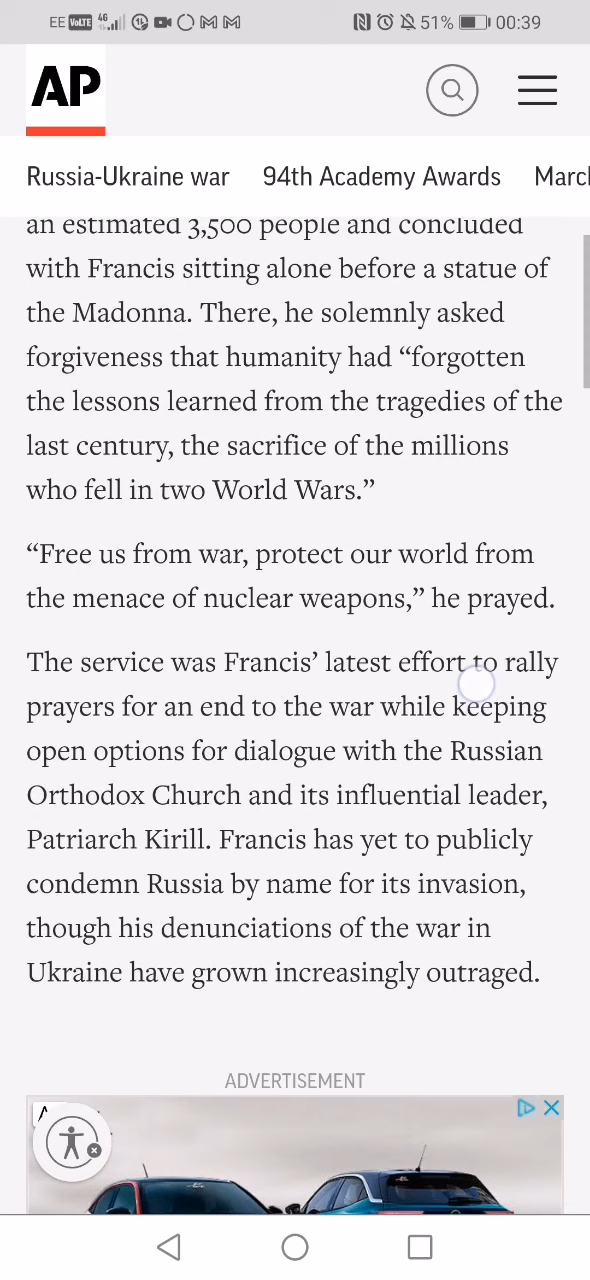 EE VoLTE 4G 51% 00:39
AP
Russia-Ukraine war 94th Academy Awards Marcl
an estimated 3,500 people and concluded
with Francis sitting alone before a statue of
the Madonna. There, he solemnly asked
forgiveness that humanity had “forgotten
the lessons learned from the tragedies of the
last century, the sacrifice of the millions
who fell in two World Wars.”
“Free us from war, protect our world from
the menace of nuclear weapons,” he prayed.
The service was Francis’ latest effort to rally
prayers for an end to the war while keeping
open options for dialogue with the Russian
Orthodox Church and its influential leader,
Patriarch Kirill. Francis has yet to publicly
condemn Russia by name for its invasion,
though his denunciations of the war in
Ukraine have grown increasingly outraged.
ADVERTISEMENT